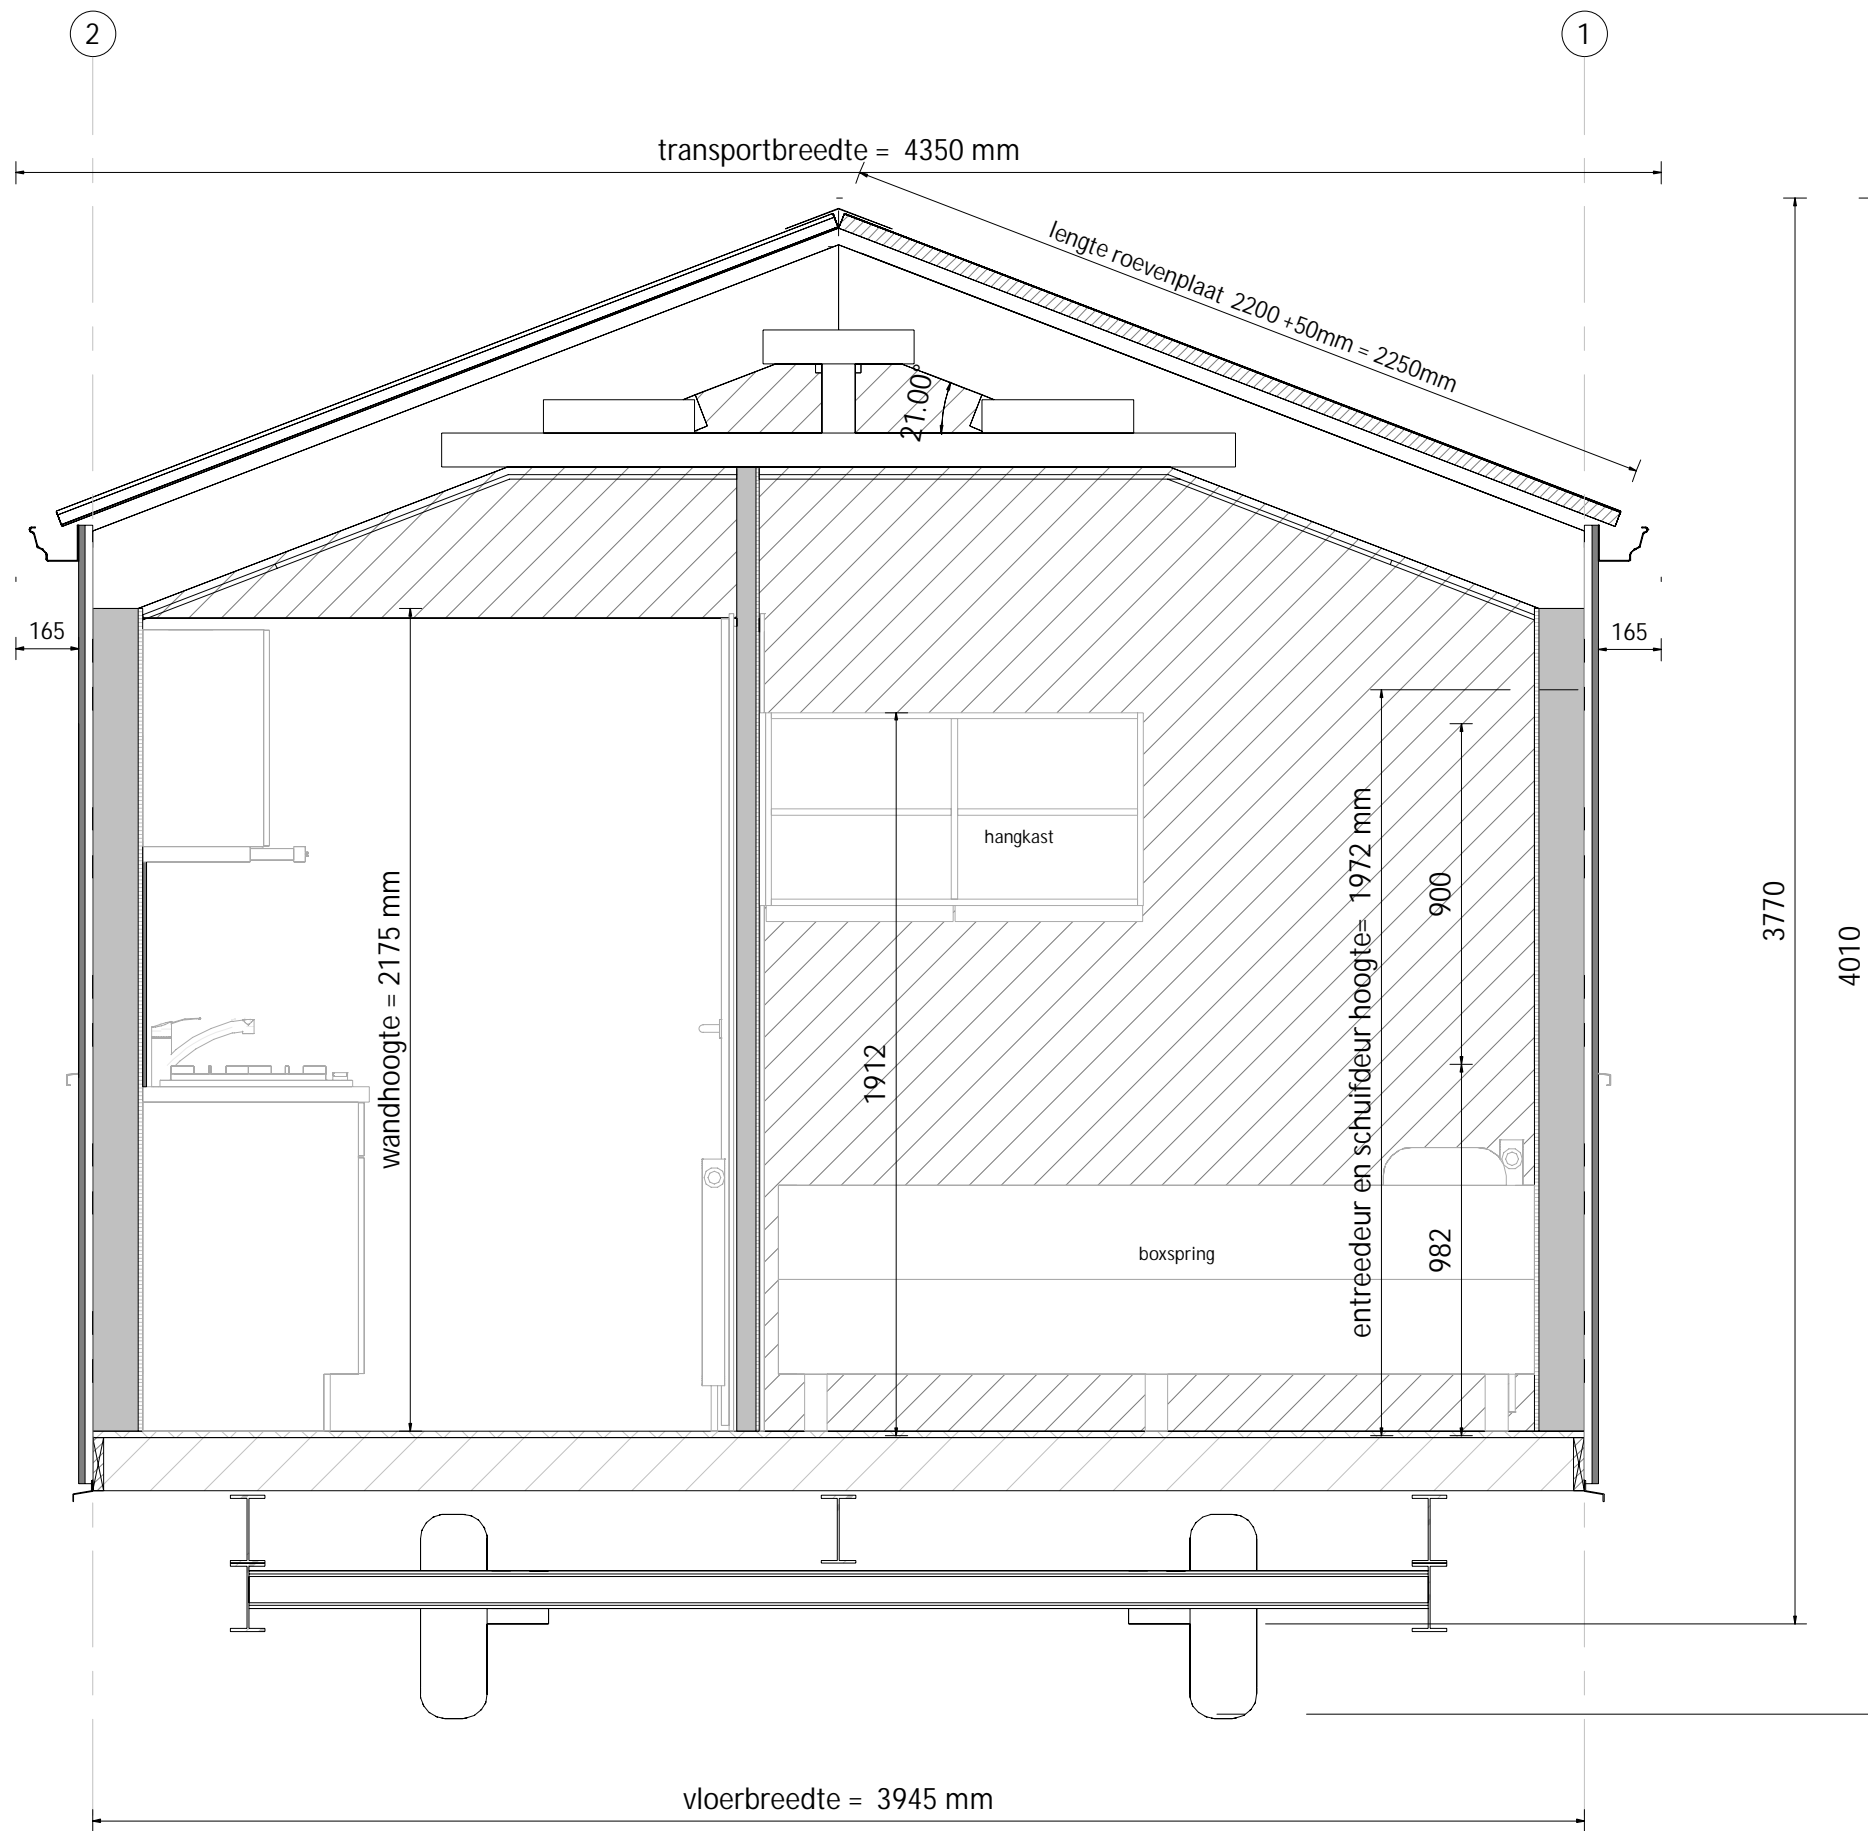 2
1
transportbreedte = 4350 mm
lengte roevenplaat 2200 +50mm = 2250mm
21.00°
165
165
hangkast
wandhoogte = 2175 mm
1912
entreedeur en schuifdeur hoogte= 1972 mm
900
982
3770
4010
boxspring
vloerbreedte = 3945 mm